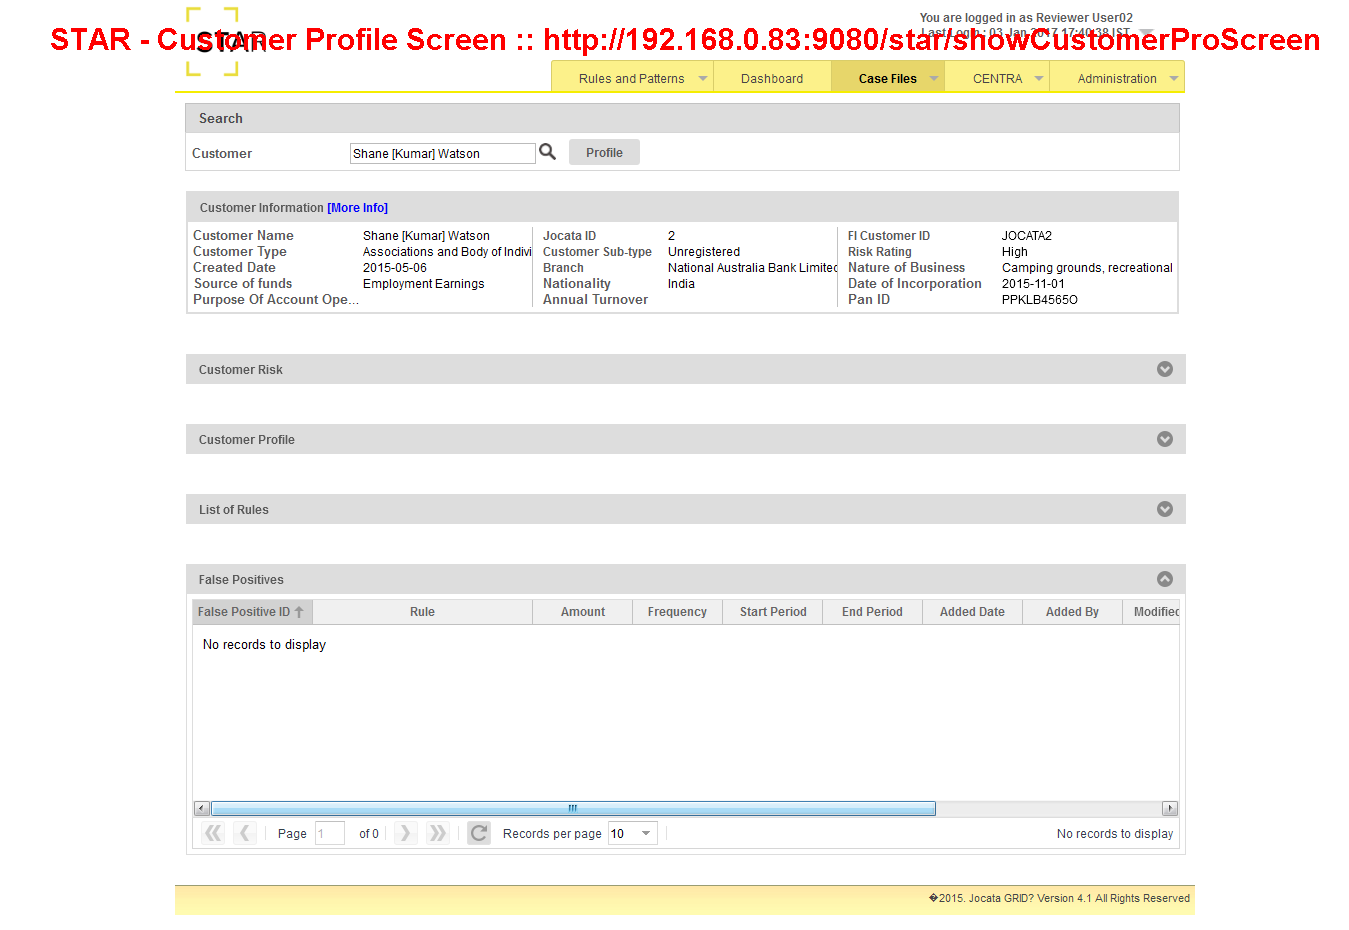 You are logged in as Reviewer User02
STAR
Last Login : 03 Jan 2017 17:40:38 IST
STAR - Customer Profile Screen :: http://192.168.0.83:9080/star/showCustomerProScreen
Rules and Patterns Dashboard Case Files CENTRA Administration
Search
Customer Shane [Kumar] Watson Profile
Customer Information [More Info]
Customer Name Shane [Kumar] Watson Jocata ID 2 FI Customer ID JOCATA2
Customer Type Associations and Body of Indivi Customer Sub-type Unregistered Risk Rating High
Created Date 2015-05-06 Branch National Australia Bank Limited Nature of Business Camping grounds, recreational
Source of funds Employment Earnings Nationality India Date of Incorporation 2015-11-01
Purpose Of Account Ope... Annual Turnover Pan ID PPKLB4565O
Customer Risk
Customer Profile
List of Rules
False Positives
False Positive ID Rule Amount Frequency Start Period End Period Added Date Added By Modified
No records to display
Page 1 of 0 Records per page 10 No records to display
�2015. Jocata GRID? Version 4.1 All Rights Reserved